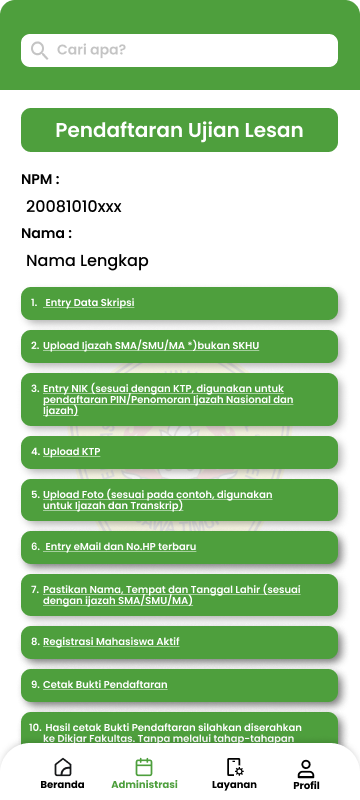 Cari apa?
Pendaftaran Ujian Lesan
NPM :
20081010xxx
Nama :
Nama Lengkap
1. Entry Data Skripsi
2. Upload Ijazah SMA/SMU/MA *)bukan SKHU
3. Entry NIK (sesuai dengan KTP, digunakan untuk
pendaftaran PIN/Penomoran Ijazah Nasional dan
Ijazah)
4. Upload KTP
5. Upload Foto (sesuai pada contoh, digunakan
untuk Ijazah dan Transkrip)
AWA TIMU
6. Entry eMail dan No.HP terbaru
7. Pastikan Nama, Tempat dan Tanggal Lahir (sesuai
dengan ijazah SMA/SMU/MA)
8. Registrasi Mahasiswa Aktif
9. Cetak Bukti Pendaftaran
10. Hasil cetak Bukti Pendaftaran silahkan diserahkan
ke Dikjar Fakultas. Tanpa melalui tahap-tahapan
Beranda
Administrasi
Layanan
Profil